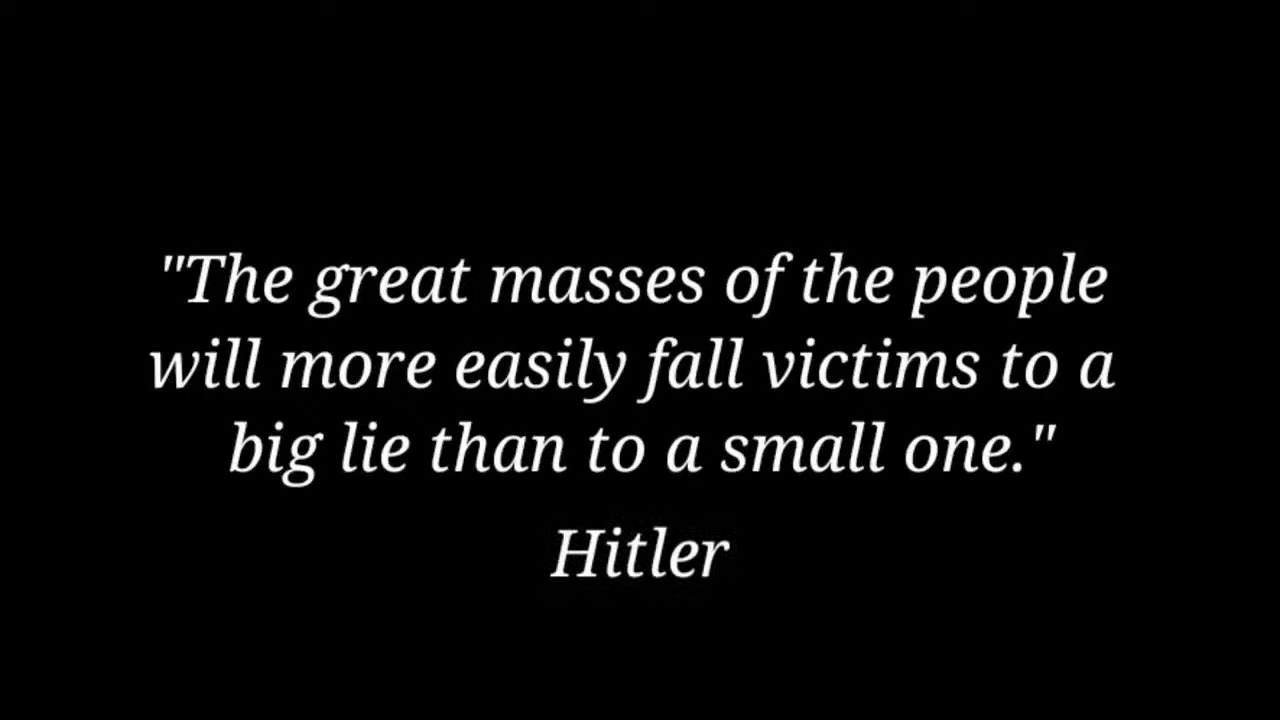 "The great masses of the people
will more easily fall victims to a
big lie than to a small one."
Hitler